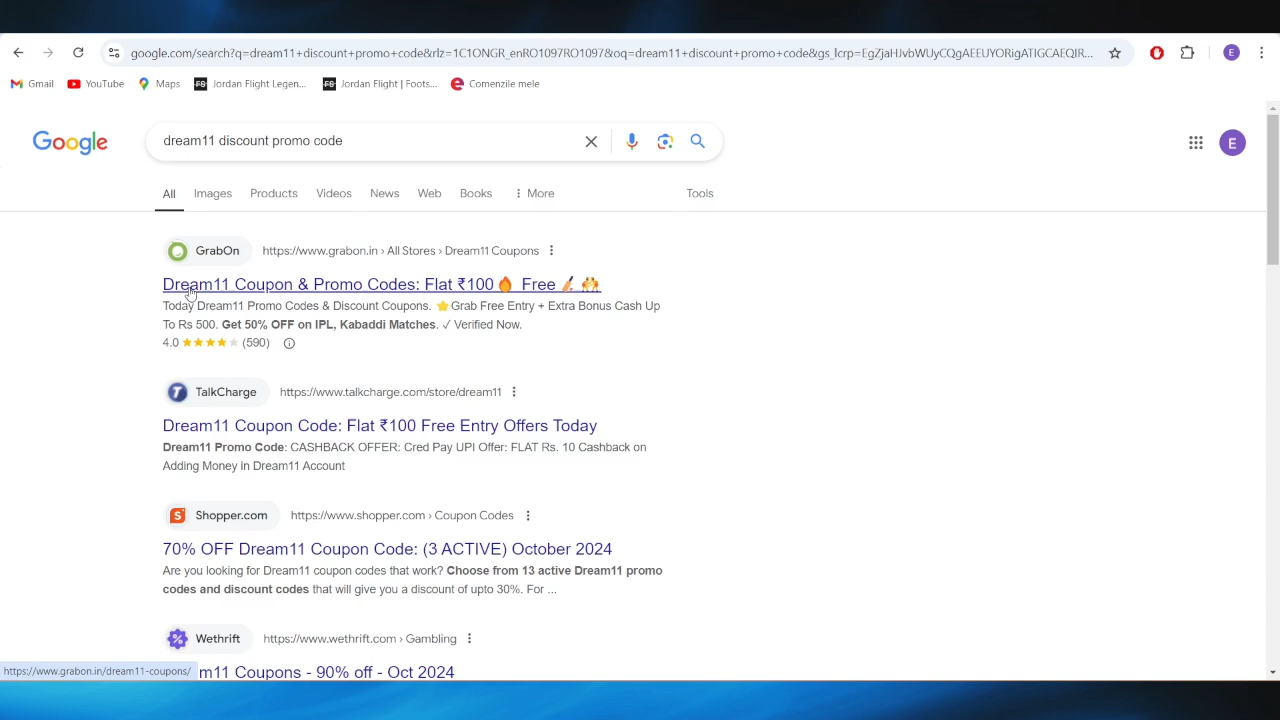 google.com/search?q=dream11+discount+promo+code&rlz=1C1ONGR_enRO1097RO1097&oq=dream11+discount+promo+code&gs_lcrp=EgZjaHJvbWUyCQgAEEUYORigATIGCAEQIR...
E
Gmail
YouTube
Maps
Jordan Flight Legen...
Jordan Flight | Foots...
Comenzile mele
Google
dream11 discount promo code
E
All
Images
Products
Videos
News
Web
Books
More
Tools
GrabOn
https://www.grabon.in › All Stores › Dream11 Coupons
Dream11 Coupon & Promo Codes: Flat ₹100🔥 Free 🏏 🤼
Today Dream11 Promo Codes & Discount Coupons. ⭐Grab Free Entry + Extra Bonus Cash Up
To Rs 500. Get 50% OFF on IPL, Kabaddi Matches. ✓ Verified Now.
4.0 ★★★★★ (590)
TalkCharge
https://www.talkcharge.com/store/dream11
Dream11 Coupon Code: Flat ₹100 Free Entry Offers Today
Dream11 Promo Code: CASHBACK OFFER: Cred Pay UPI Offer: FLAT Rs. 10 Cashback on
Adding Money in Dream11 Account
Shopper.com
https://www.shopper.com › Coupon Codes
70% OFF Dream11 Coupon Code: (3 ACTIVE) October 2024
Are you looking for Dream11 coupon codes that work? Choose from 13 active Dream11 promo
codes and discount codes that will give you a discount of upto 30%. For ...
Wethrift
https://www.wethrift.com › Gambling
m11 Coupons - 90% off - Oct 2024
https://www.grabon.in/dream11-coupons/